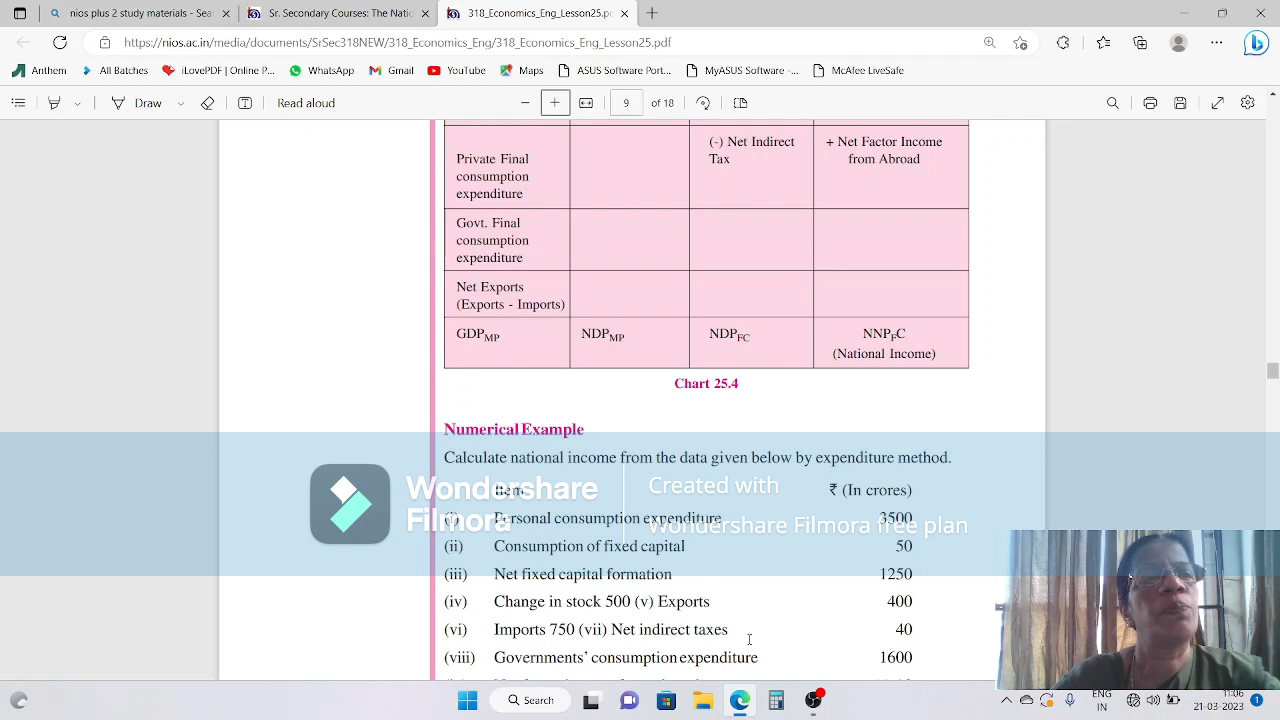 nios plus 2 study materials - Sear
Sr. Secondary Courses: The Natio
318_Economics_Eng_Lesson25.pdf
https://nios.ac.in/media/documents/SrSec318NEW/318_Economics_Eng/318_Economics_Eng_Lesson25.pdf
Anthem
All Batches
iLovePDF | Online P...
WhatsApp
Gmail
YouTube
Maps
ASUS Software Port...
MyASUS Software -...
McAfee LiveSafe
Draw
Read aloud
9 of 18
(-) Net Indirect
Tax
+ Net Factor Income
from Abroad
Private Final
consumption
expenditure
Govt. Final
consumption
expenditure
Net Exports
(Exports - Imports)
GDPMP
NDPMP
NDPFC
NNPFC
(National Income)
Chart 25.4
Numerical Example
Calculate national income from the data given below by expenditure method.
Item ₹ (In crores)
(i) Personal consumption expenditure 3500
(ii) Consumption of fixed capital 50
(iii) Net fixed capital formation 1250
(iv) Change in stock 500 (v) Exports 400
(vi) Imports 750 (vii) Net indirect taxes 40
(viii) Governments' consumption expenditure 1600
Wondershare
Filmora
Created with
Wondershare Filmora free plan
Search
ENG
IN
11:06
21-03-2023
1